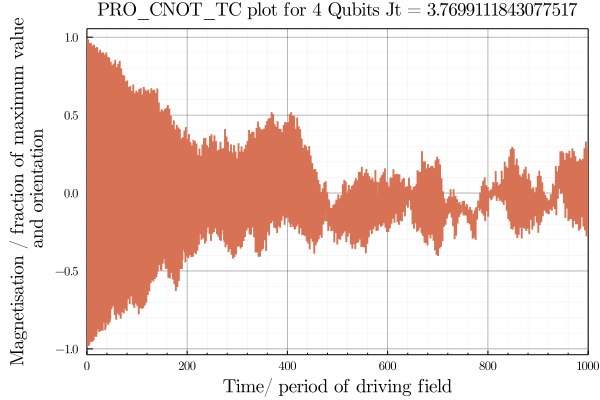 PRO_CNOT_TC plot for 4 Qubits Jt = 3.7699111843077517
Magnetisation / fraction of maximum value
and orientation
1.0
0.5
0.0
−0.5
−1.0
0 200 400 600 800 1000
Time/ period of driving field